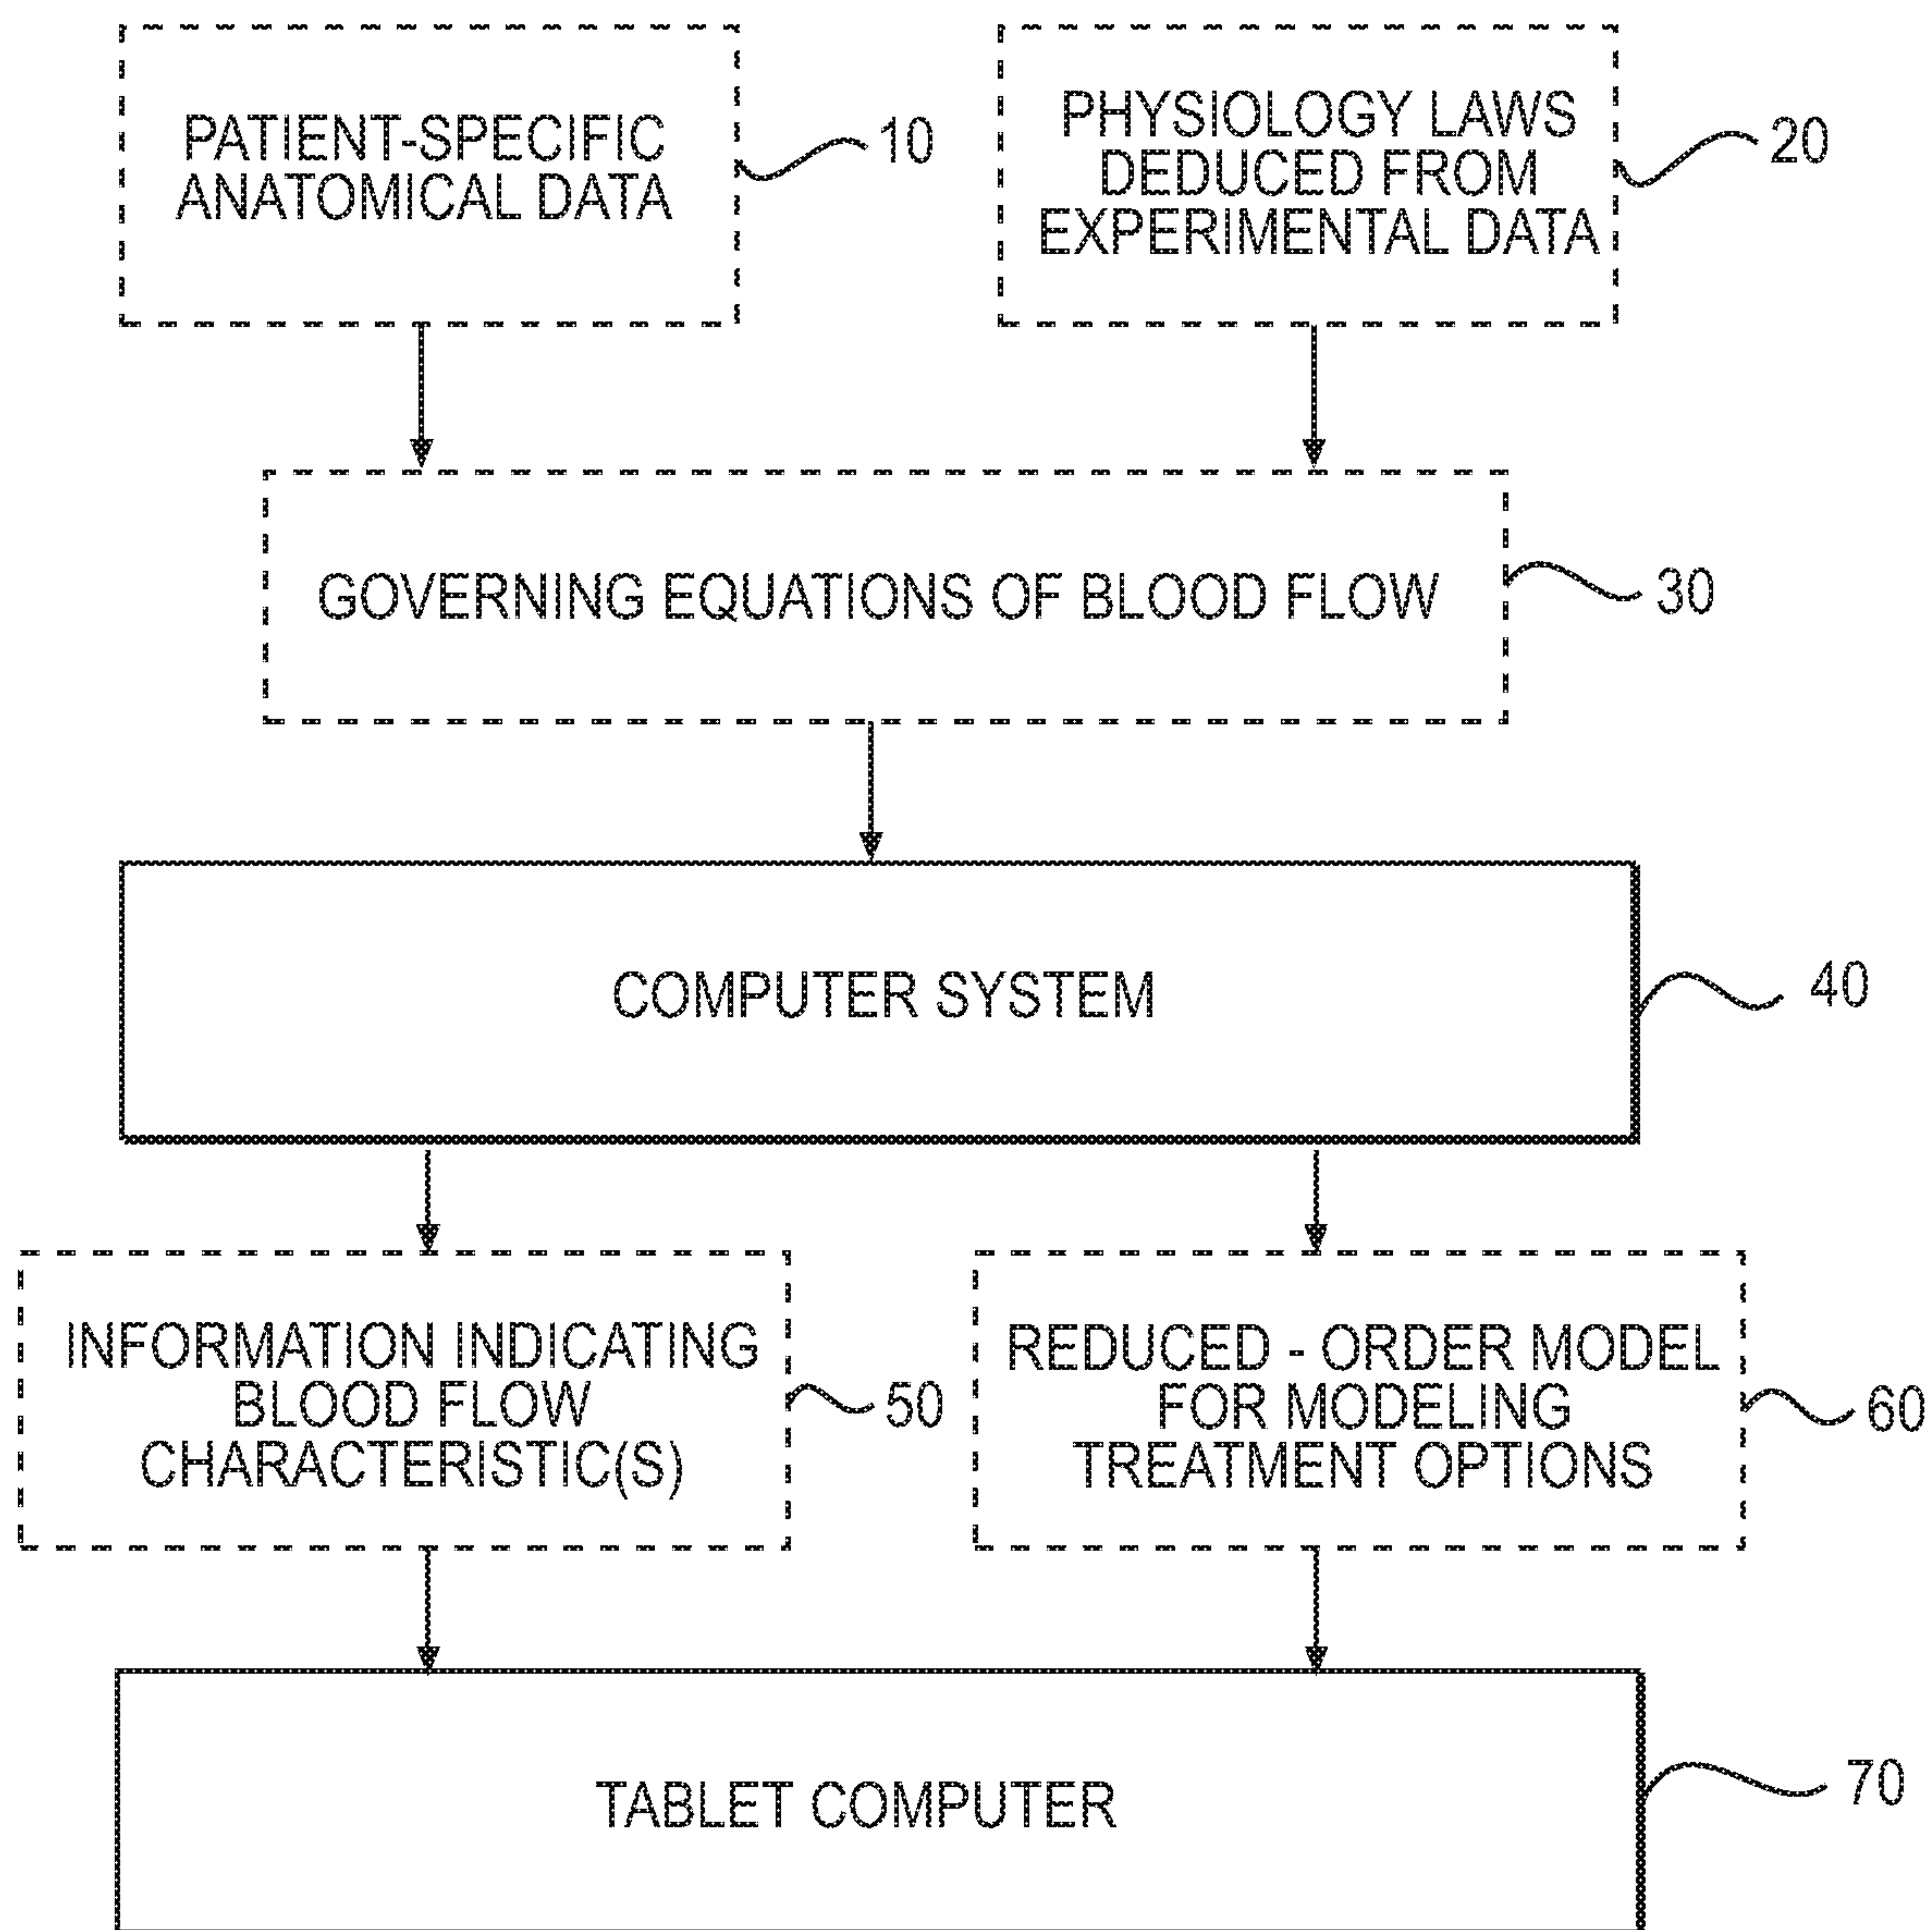 PATIENT-SPECIFIC
ANATOMICAL DATA
10
PHYSIOLOGY LAWS
DEDUCED FROM
EXPERIMENTAL DATA
20
GOVERNING EQUATIONS OF BLOOD FLOW
30
COMPUTER SYSTEM
40
INFORMATION INDICATING
BLOOD FLOW
CHARACTERISTIC(S)
50
REDUCED - ORDER MODEL
FOR MODELING
TREATMENT OPTIONS
60
TABLET COMPUTER
70